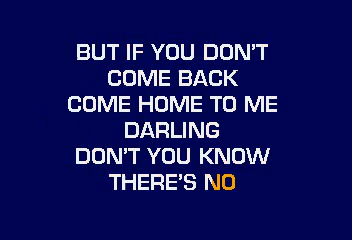 BUT IF YOU DON'T
COME BACK
COME HOME TO ME
DARLING
DON'T YOU KNOW
THERE'S NO